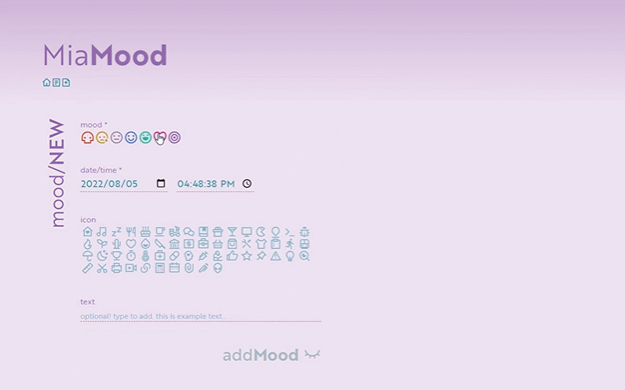 MiaMood
mood/NEW
mood *
date/time *
2022/08/05 04:48:38 PM
icon
text
optional! type to add. this is example text...
addMood